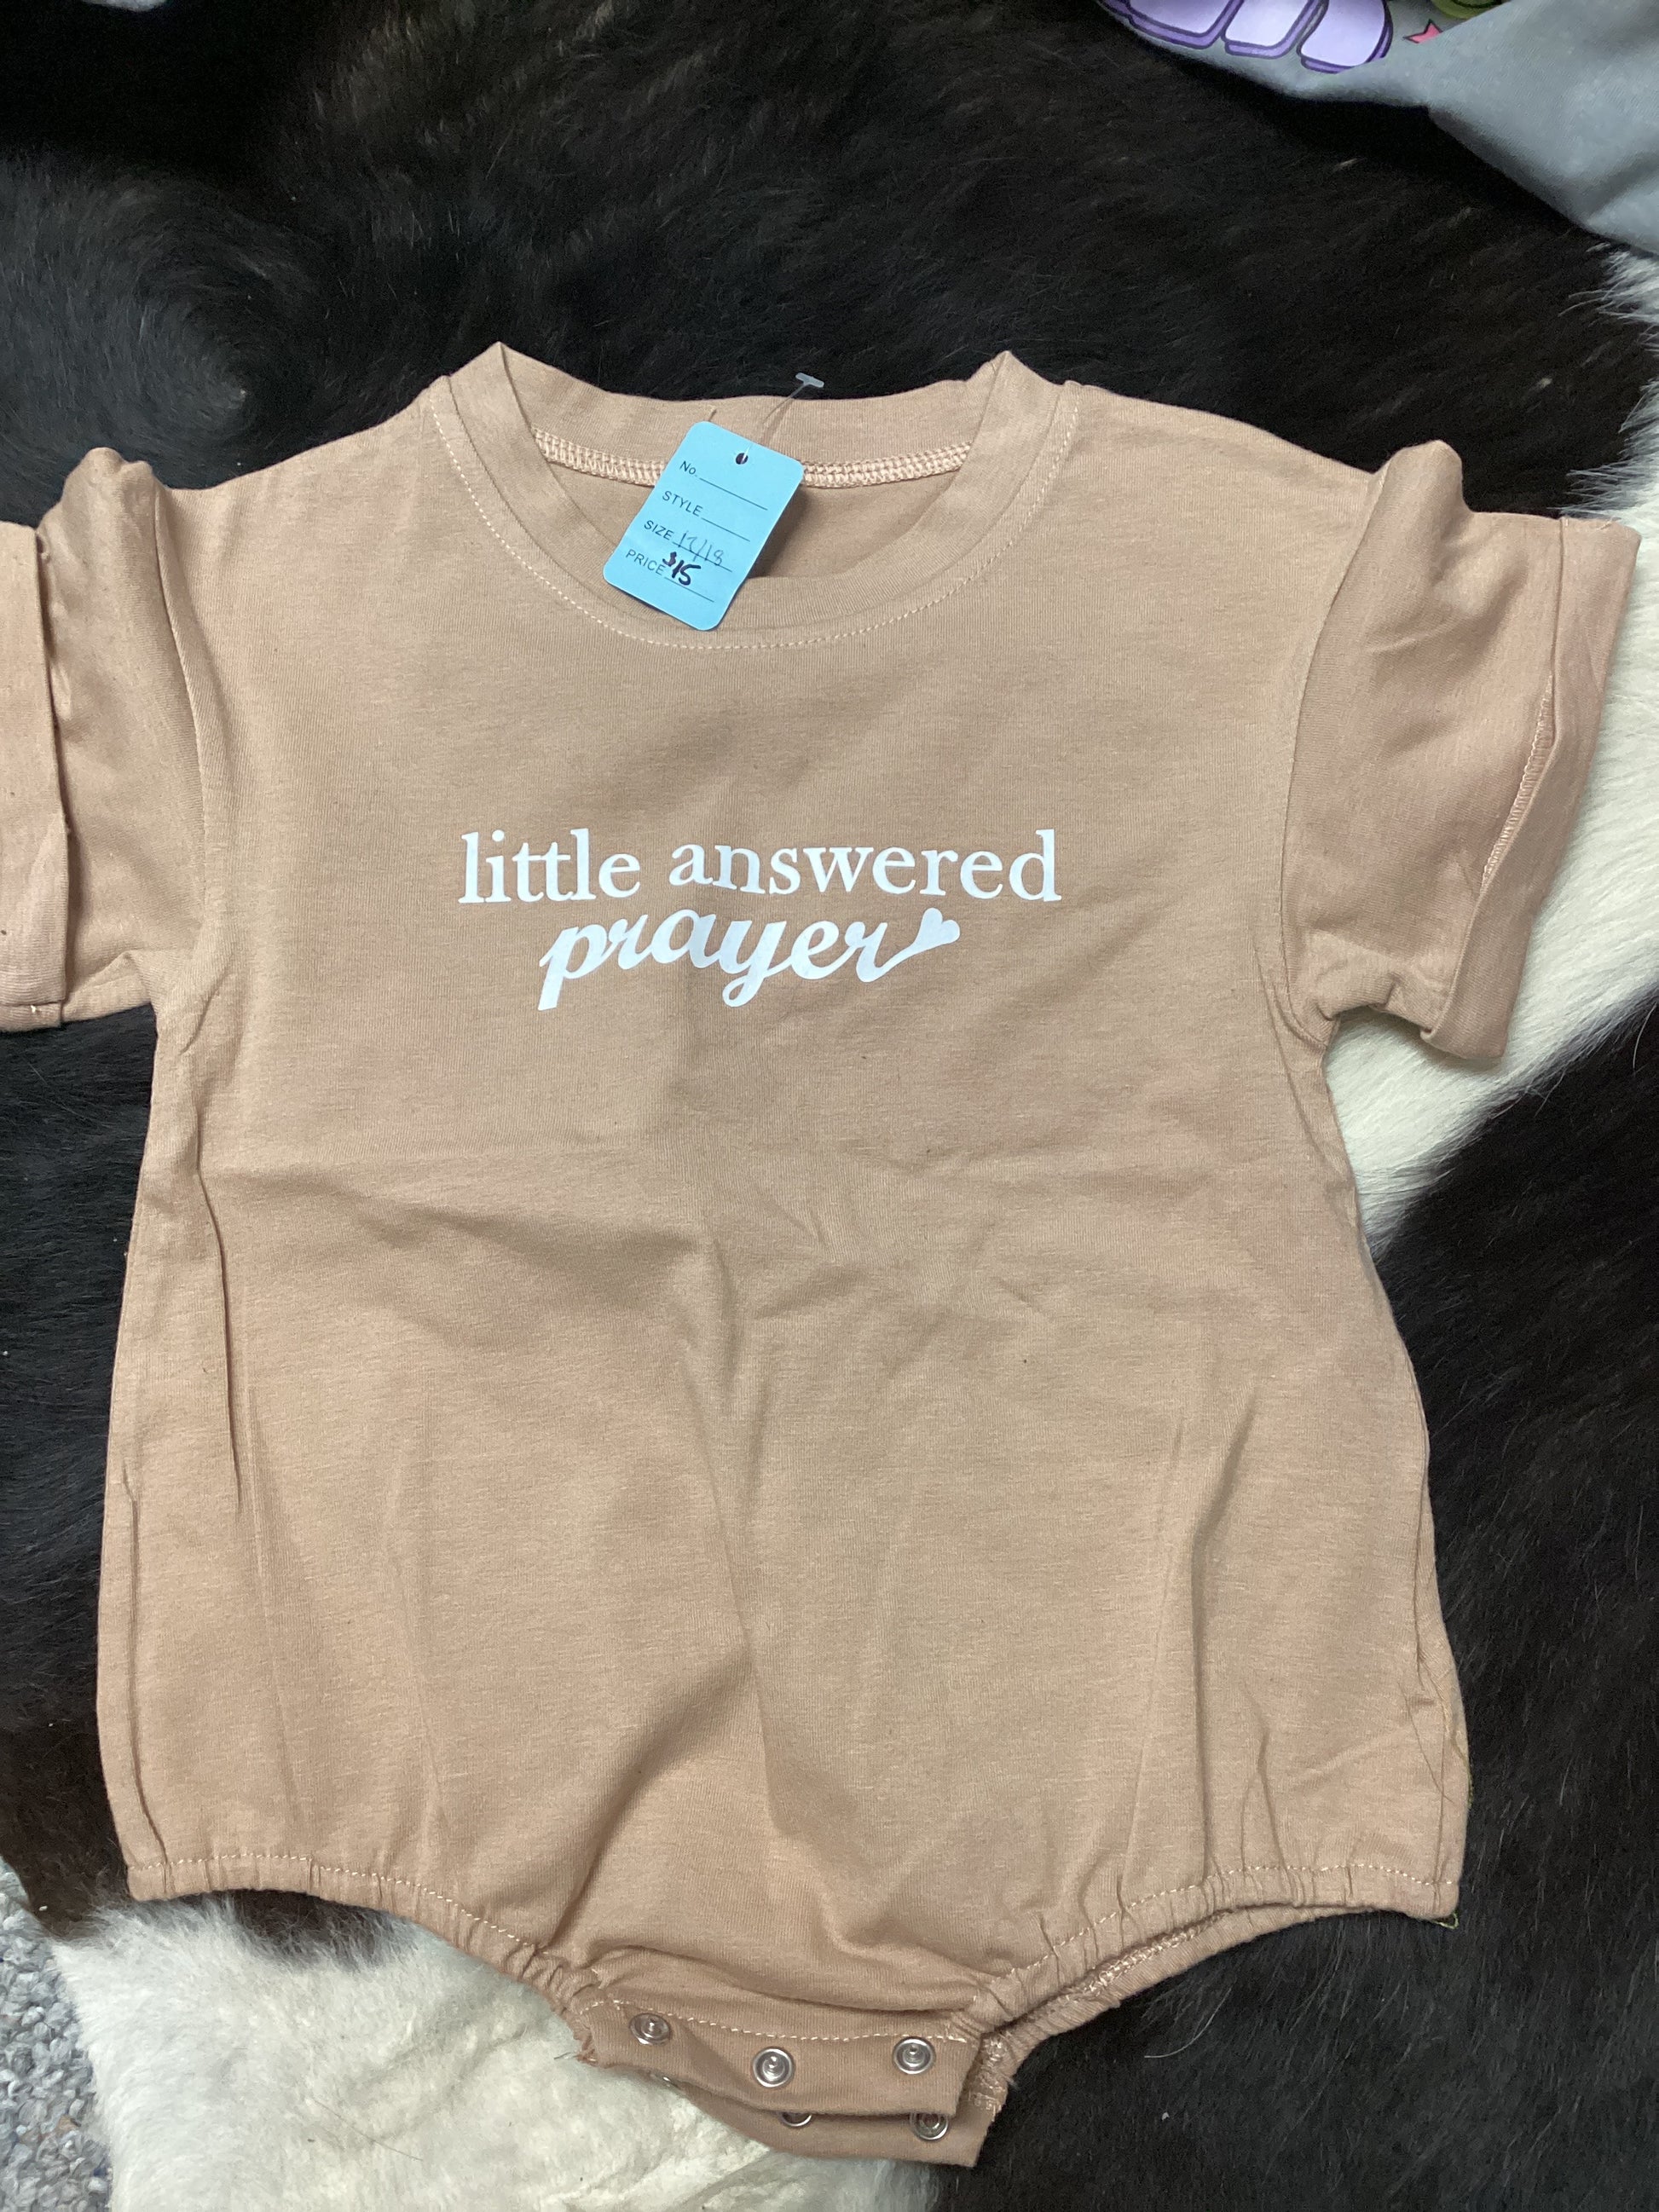 No.
STYLE
SIZE 12/18
PRICE $15
little answered
prayer